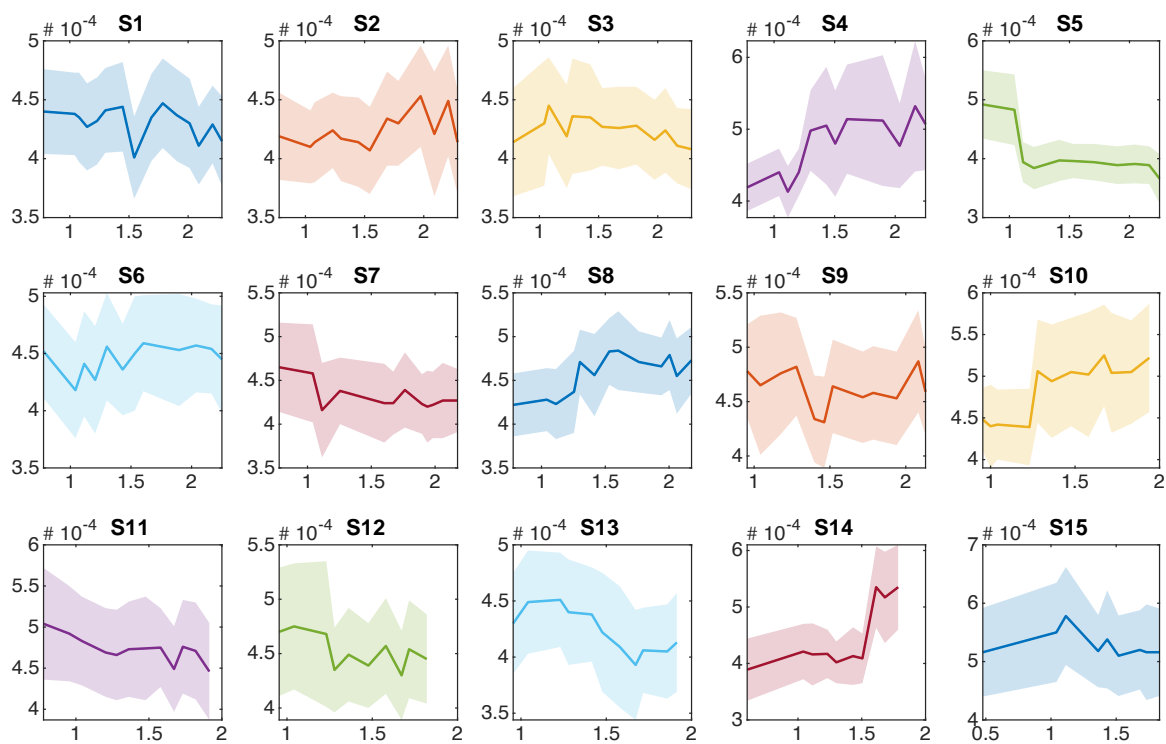 # 10⁻⁴ S1 # 10⁻⁴ S2 # 10⁻⁴ S3 # 10⁻⁴ S4 # 10⁻⁴ S5
5 5 5 6 6
4.5 4.5 4.5 5 5
4 4 4 4 4
3.5 3.5 3.5 3
1 1.5 2 1 1.5 2 1 1.5 2 1 1.5 2 1 1.5 2
# 10⁻⁴ S6 # 10⁻⁴ S7 # 10⁻⁴ S8 # 10⁻⁴ S9 # 10⁻⁴ S10
5 5.5 5.5 5.5 6
4.5 5 5 5 5.5
4 4.5 4.5 4.5 5
3.5 4 4 4 4.5
3.5 3.5 4
1 1.5 2 1 1.5 2 1 1.5 2 1 1.5 2 1 1.5 2
# 10⁻⁴ S11 # 10⁻⁴ S12 # 10⁻⁴ S13 # 10⁻⁴ S14 # 10⁻⁴ S15
6 5.5 5 6 7
5.5 5 4.5 5 6
5 4.5 4 4 5
4.5 4 3.5 3 4
4
1 1.5 2 1 1.5 2 1 1.5 2 1 1.5 2 0.5 1 1.5